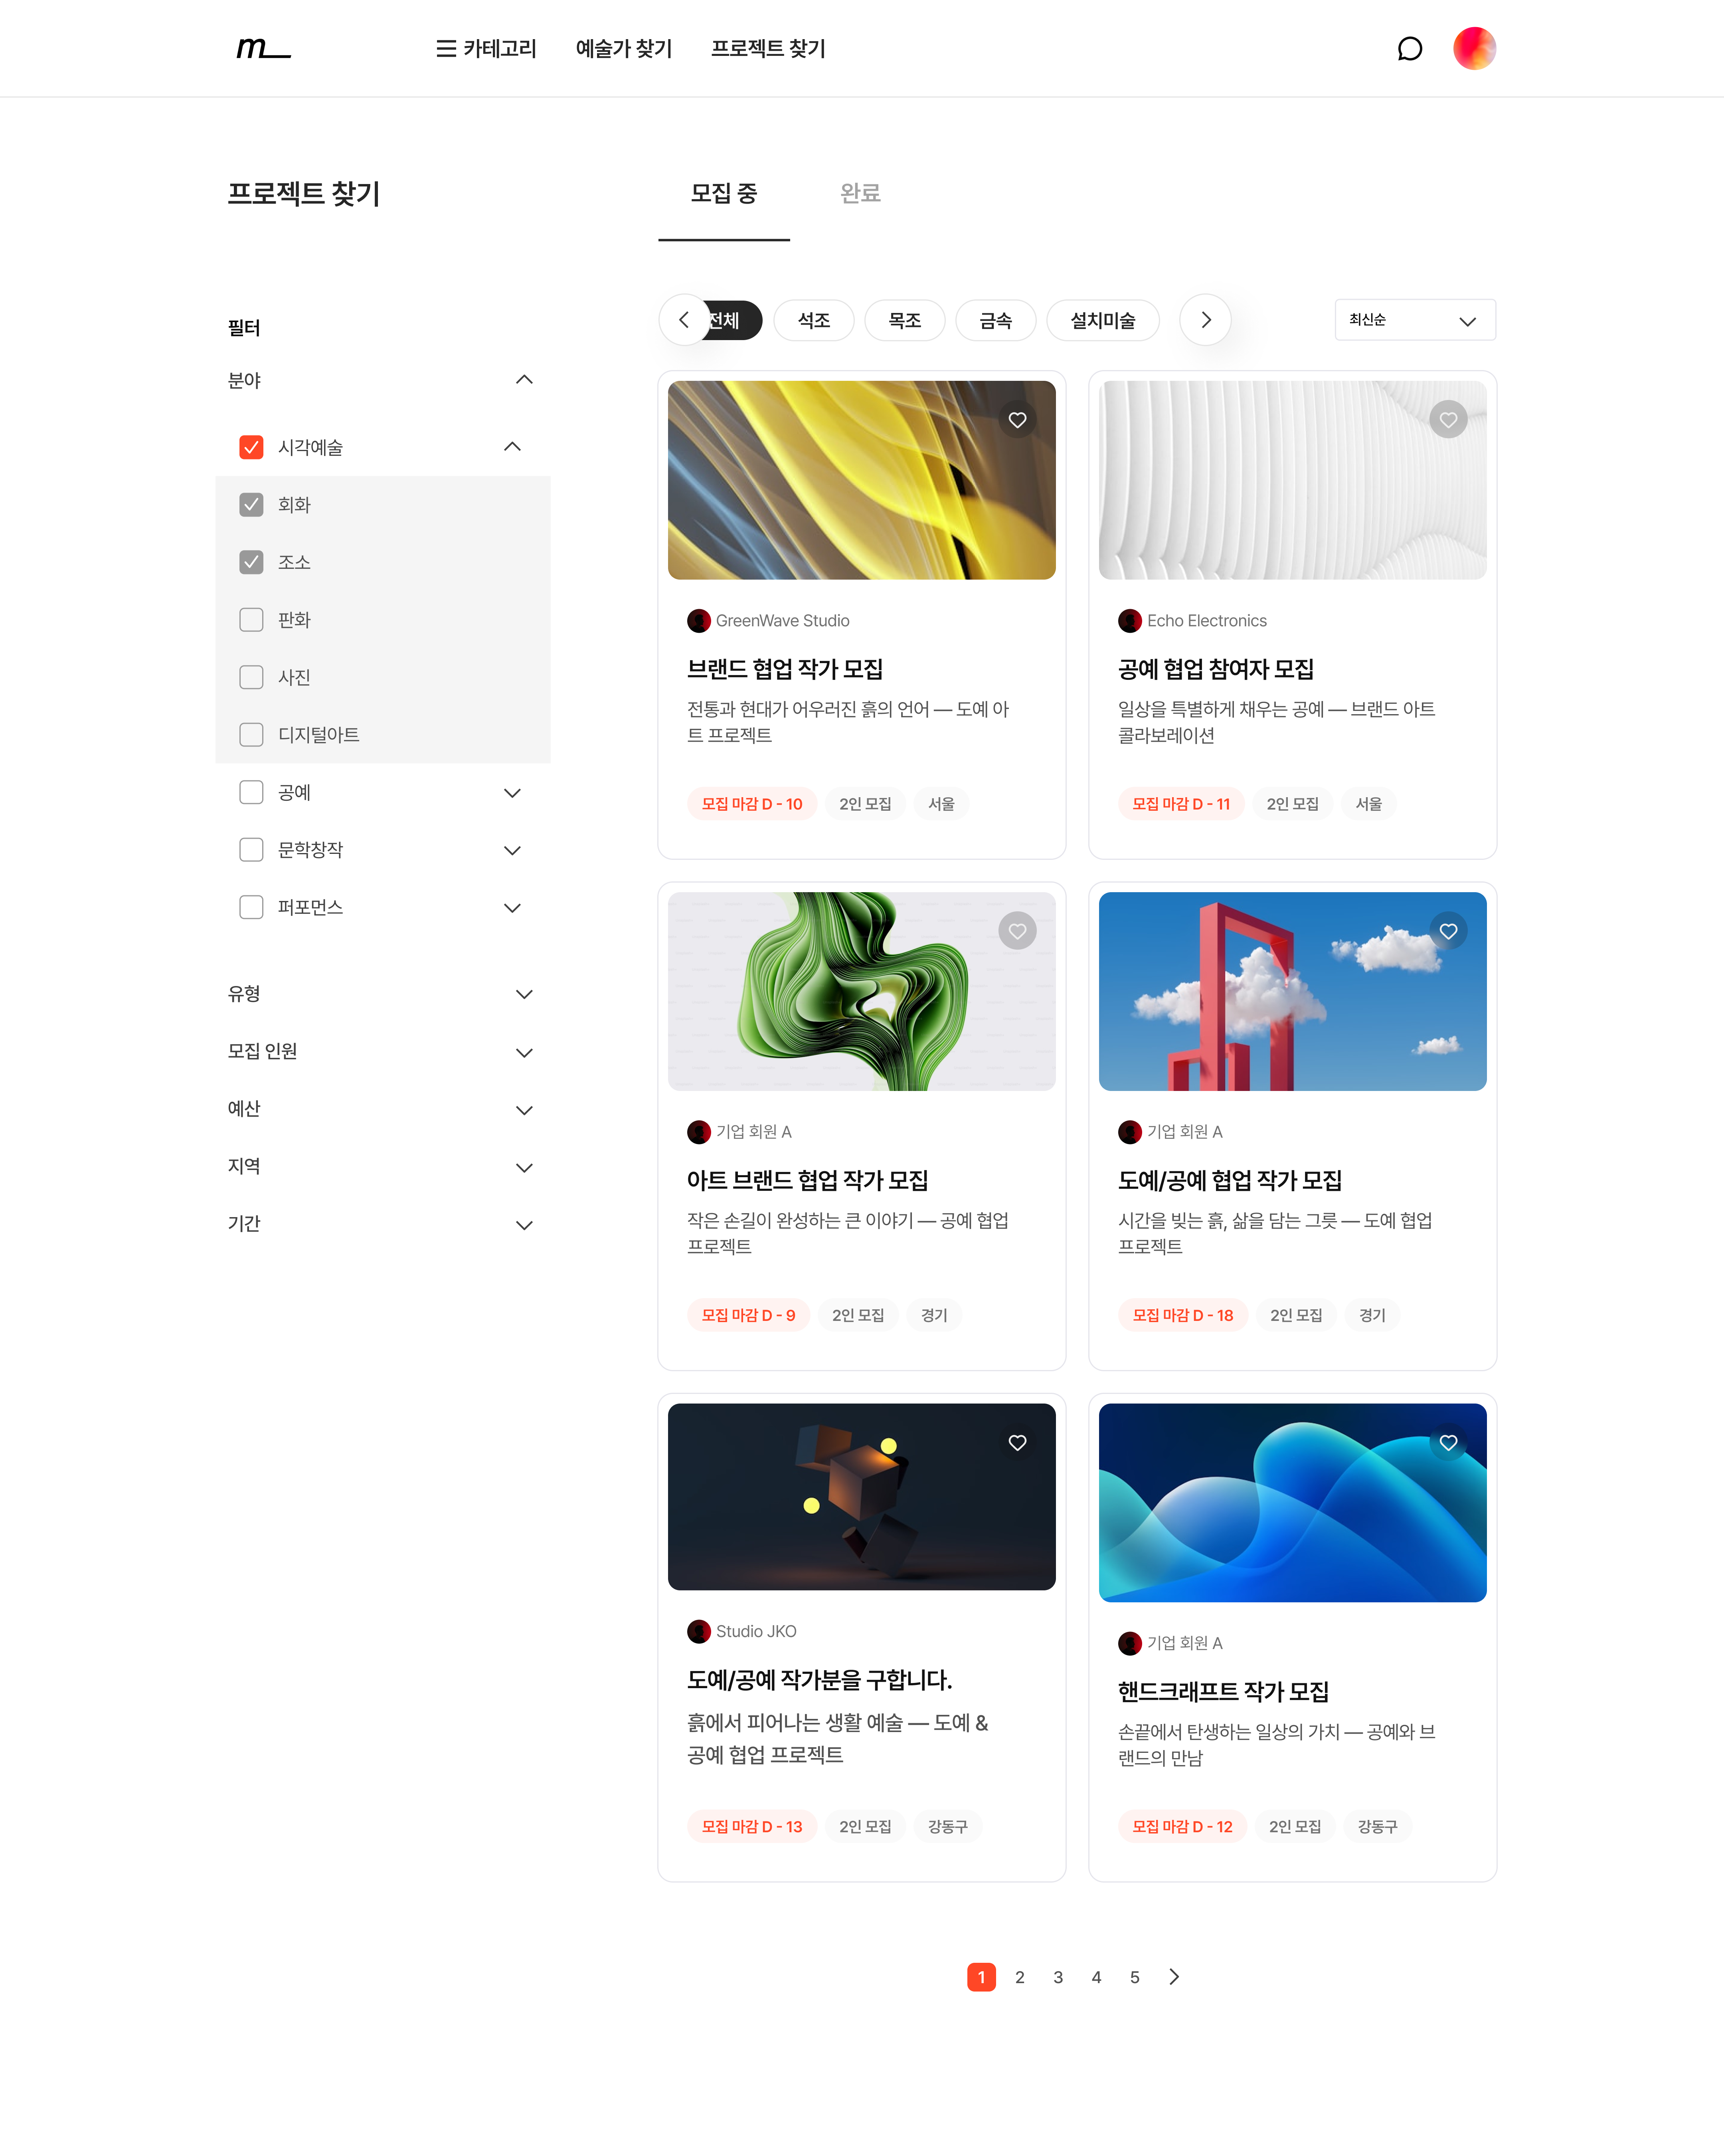 m__
카테고리
예술가 찾기
프로젝트 찾기
프로젝트 찾기
모집 중
완료
필터
분야
시각예술
회화
조소
판화
사진
디지털아트
공예
문학창작
퍼포먼스
유형
모집 인원
예산
지역
기간
전체
석조
목조
금속
설치미술
최신순
GreenWave Studio
브랜드 협업 작가 모집
전통과 현대가 어우러진 흙의 언어 — 도예 아
트 프로젝트
모집 마감 D - 10
2인 모집
서울
Echo Electronics
공예 협업 참여자 모집
일상을 특별하게 채우는 공예 — 브랜드 아트
콜라보레이션
모집 마감 D - 11
2인 모집
서울
기업 회원 A
아트 브랜드 협업 작가 모집
작은 손길이 완성하는 큰 이야기 — 공예 협업
프로젝트
모집 마감 D - 9
2인 모집
경기
기업 회원 A
도예/공예 협업 작가 모집
시간을 빚는 흙, 삶을 담는 그릇 — 도예 협업
프로젝트
모집 마감 D - 18
2인 모집
경기
Studio JKO
도예/공예 작가분을 구합니다.
흙에서 피어나는 생활 예술 — 도예 &
공예 협업 프로젝트
모집 마감 D - 13
2인 모집
강동구
기업 회원 A
핸드크래프트 작가 모집
손끝에서 탄생하는 일상의 가치 — 공예와 브
랜드의 만남
모집 마감 D - 12
2인 모집
강동구
1 2 3 4 5